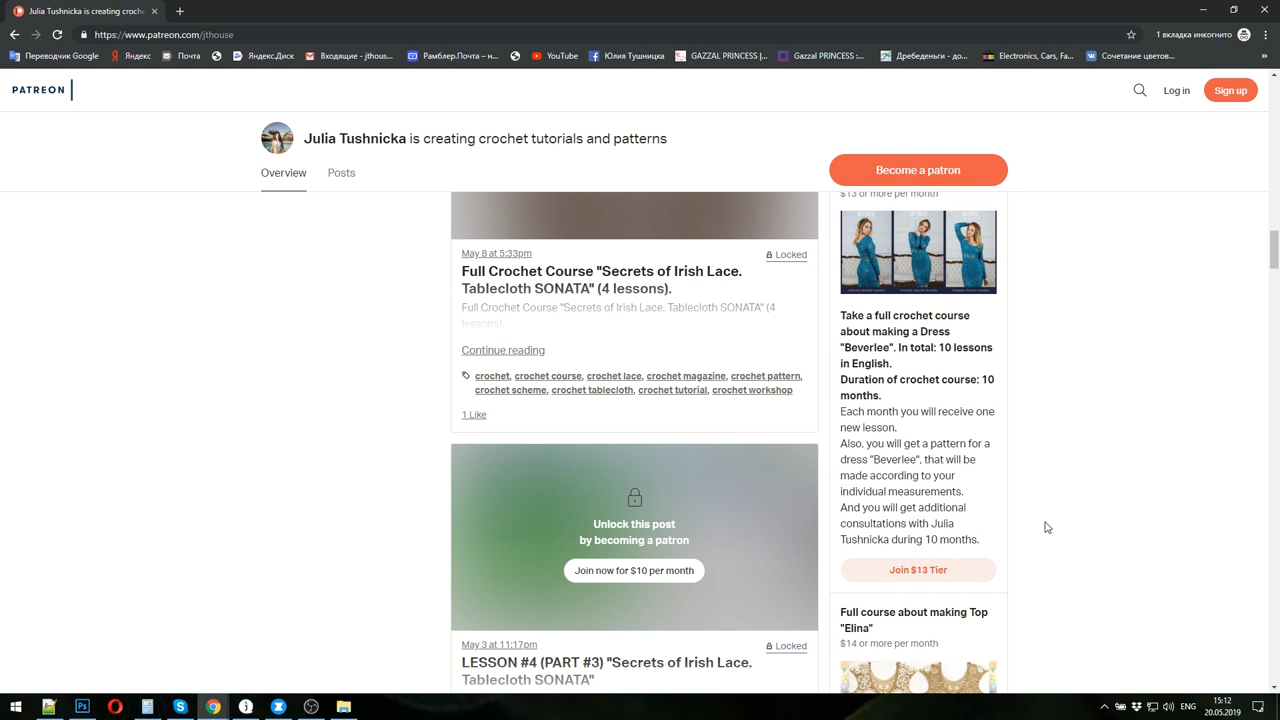 Julia Tushnicka is creating croche
https://www.patreon.com/jthouse
1 вкладка инкогнито
Переводчик Google
Яндекс
Почта
Яндекс.Диск
Входящие - jthous...
Рамблер.Почта – н...
YouTube
Юлия Тушницка
GAZZAL PRINCESS |...
Gazzal PRINCESS :...
Дребеденьги - до...
Electronics, Cars, Fa...
Сочетание цветов...
PATREON
Log in
Sign up
Julia Tushnicka is creating crochet tutorials and patterns
Overview
Posts
Become a patron
$13 or more per month
May 8 at 5:33pm
Locked
Full Crochet Course "Secrets of Irish Lace.
Tablecloth SONATA" (4 lessons).
Full Crochet Course "Secrets of Irish Lace. Tablecloth SONATA" (4
lessons).
Continue reading
crochet, crochet course, crochet lace, crochet magazine, crochet pattern,
crochet scheme, crochet tablecloth, crochet tutorial, crochet workshop
1 Like
Unlock this post
by becoming a patron
Join now for $10 per month
May 3 at 11:17pm
Locked
LESSON #4 (PART #3) "Secrets of Irish Lace.
Tablecloth SONATA"
Take a full crochet course
about making a Dress
"Beverlee". In total: 10 lessons
in English.
Duration of crochet course: 10
months.
Each month you will receive one
new lesson.
Also, you will get a pattern for a
dress "Beverlee", that will be
made according to your
individual measurements.
And you will get additional
consultations with Julia
Tushnicka during 10 months.
Join $13 Tier
Full course about making Top
"Elina"
$14 or more per month
ENG
15:12
20.05.2019